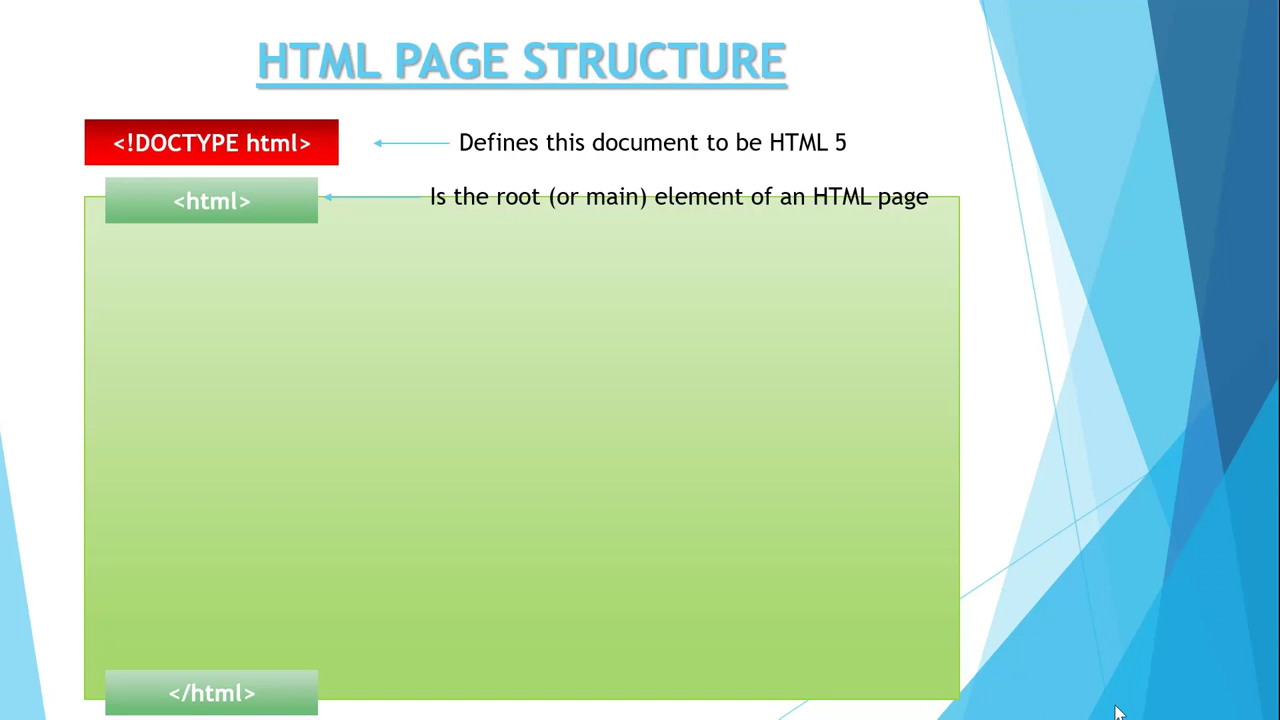 HTML PAGE STRUCTURE
<!DOCTYPE html>
Defines this document to be HTML 5
<html>
Is the root (or main) element of an HTML page
</html>